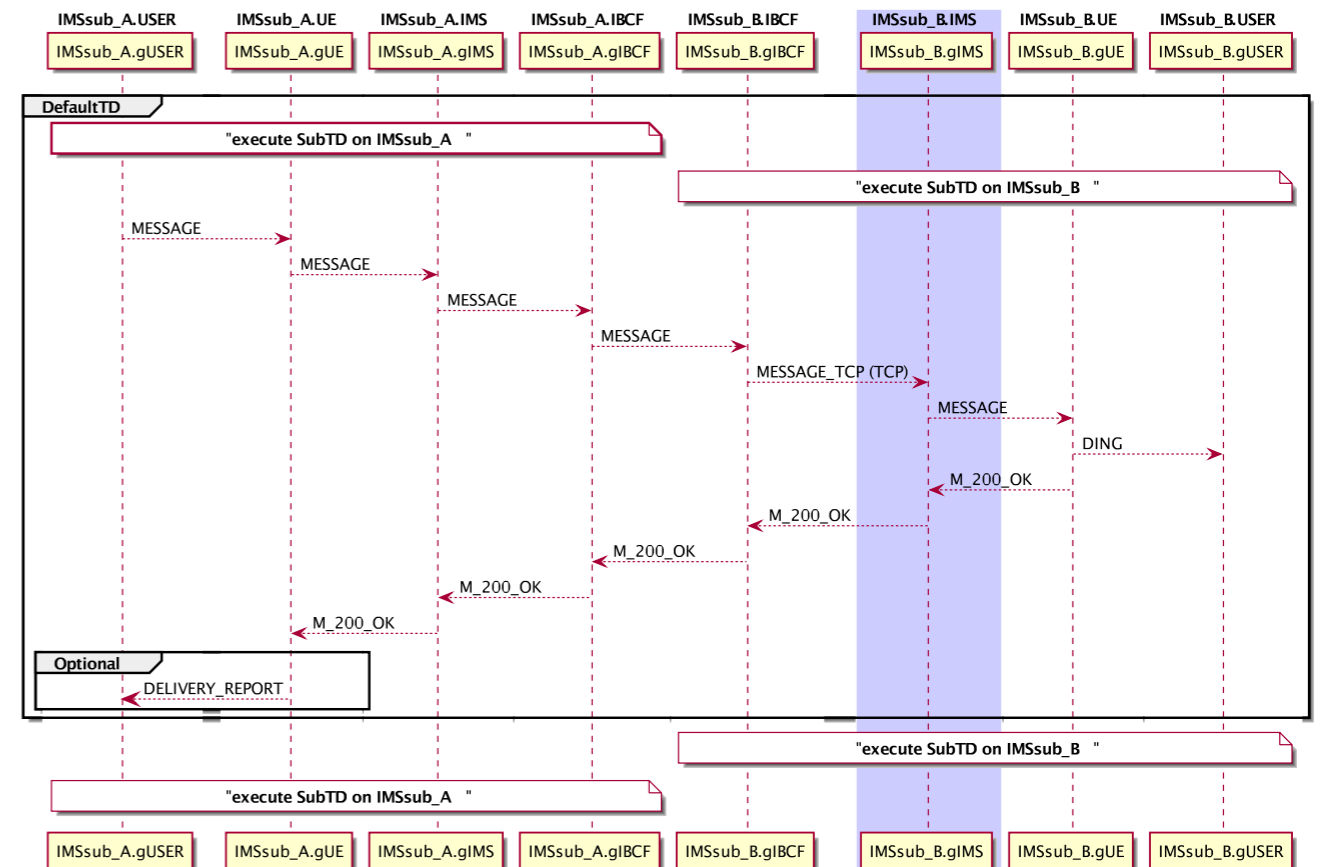 IMSsub_A.USER IMSsub_A.UE IMSsub_A.IMS IMSsub_A.IBCF IMSsub_B.IBCF IMSsub_B.IMS IMSsub_B.UE IMSsub_B.USER
IMSsub_A.gUSER IMSsub_A.gUE IMSsub_A.gIMS IMSsub_A.gIBCF IMSsub_B.gIBCF IMSsub_B.gIMS IMSsub_B.gUE IMSsub_B.gUSER
DefaultTD
"execute SubTD on IMSsub_A "
"execute SubTD on IMSsub_B "
MESSAGE
MESSAGE
MESSAGE
MESSAGE
MESSAGE_TCP (TCP)
MESSAGE
DING
M_200_OK
M_200_OK
M_200_OK
M_200_OK
M_200_OK
Optional
DELIVERY_REPORT
"execute SubTD on IMSsub_B "
"execute SubTD on IMSsub_A "
IMSsub_A.gUSER IMSsub_A.gUE IMSsub_A.gIMS IMSsub_A.gIBCF IMSsub_B.gIBCF IMSsub_B.gIMS IMSsub_B.gUE IMSsub_B.gUSER